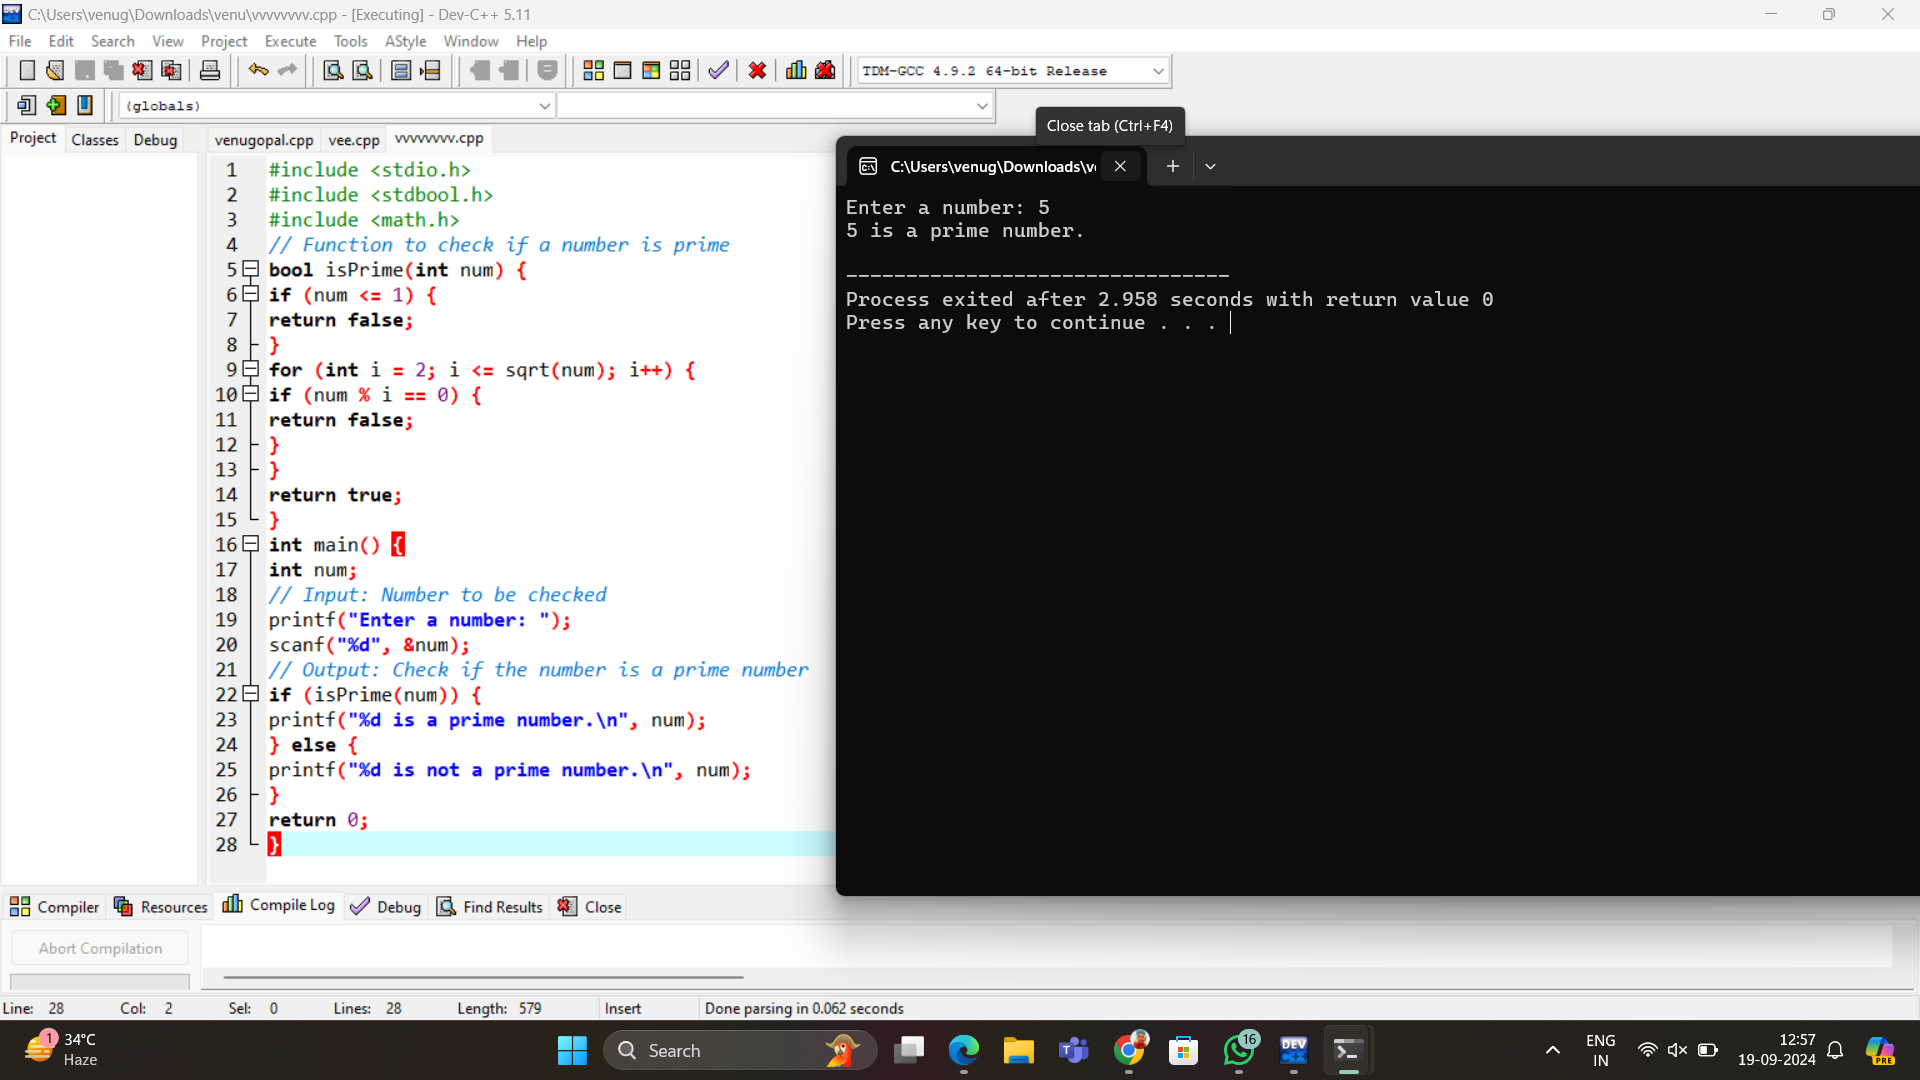 C:\Users\venug\Downloads\venu\vvvvvvvv.cpp - [Executing] - Dev-C++ 5.11
File Edit Search View Project Execute Tools AStyle Window Help
TDM-GCC 4.9.2 64-bit Release
(globals)
Close tab (Ctrl+F4)
Project Classes Debug
venugopal.cpp vee.cpp vvvvvvvv.cpp
1 #include <stdio.h>
2 #include <stdbool.h>
3 #include <math.h>
4 // Function to check if a number is prime
5 bool isPrime(int num) {
6 if (num <= 1) {
7 return false;
8 }
9 for (int i = 2; i <= sqrt(num); i++) {
10 if (num % i == 0) {
11 return false;
12 }
13 }
14 return true;
15 }
16 int main() {
17 int num;
18 // Input: Number to be checked
19 printf("Enter a number: ");
20 scanf("%d", &num);
21 // Output: Check if the number is a prime number
22 if (isPrime(num)) {
23 printf("%d is a prime number.\n", num);
24 } else {
25 printf("%d is not a prime number.\n", num);
26 }
27 return 0;
28 }
C:\Users\venug\Downloads\v
Enter a number: 5
5 is a prime number.
--------------------------------
Process exited after 2.958 seconds with return value 0
Press any key to continue . . .
Compiler Resources Compile Log Debug Find Results Close
Abort Compilation
Line: 28 Col: 2 Sel: 0 Lines: 28 Length: 579 Insert Done parsing in 0.062 seconds
1
34°C
Haze
Search
16
DEV
ENG
IN
12:57
19-09-2024
PRE